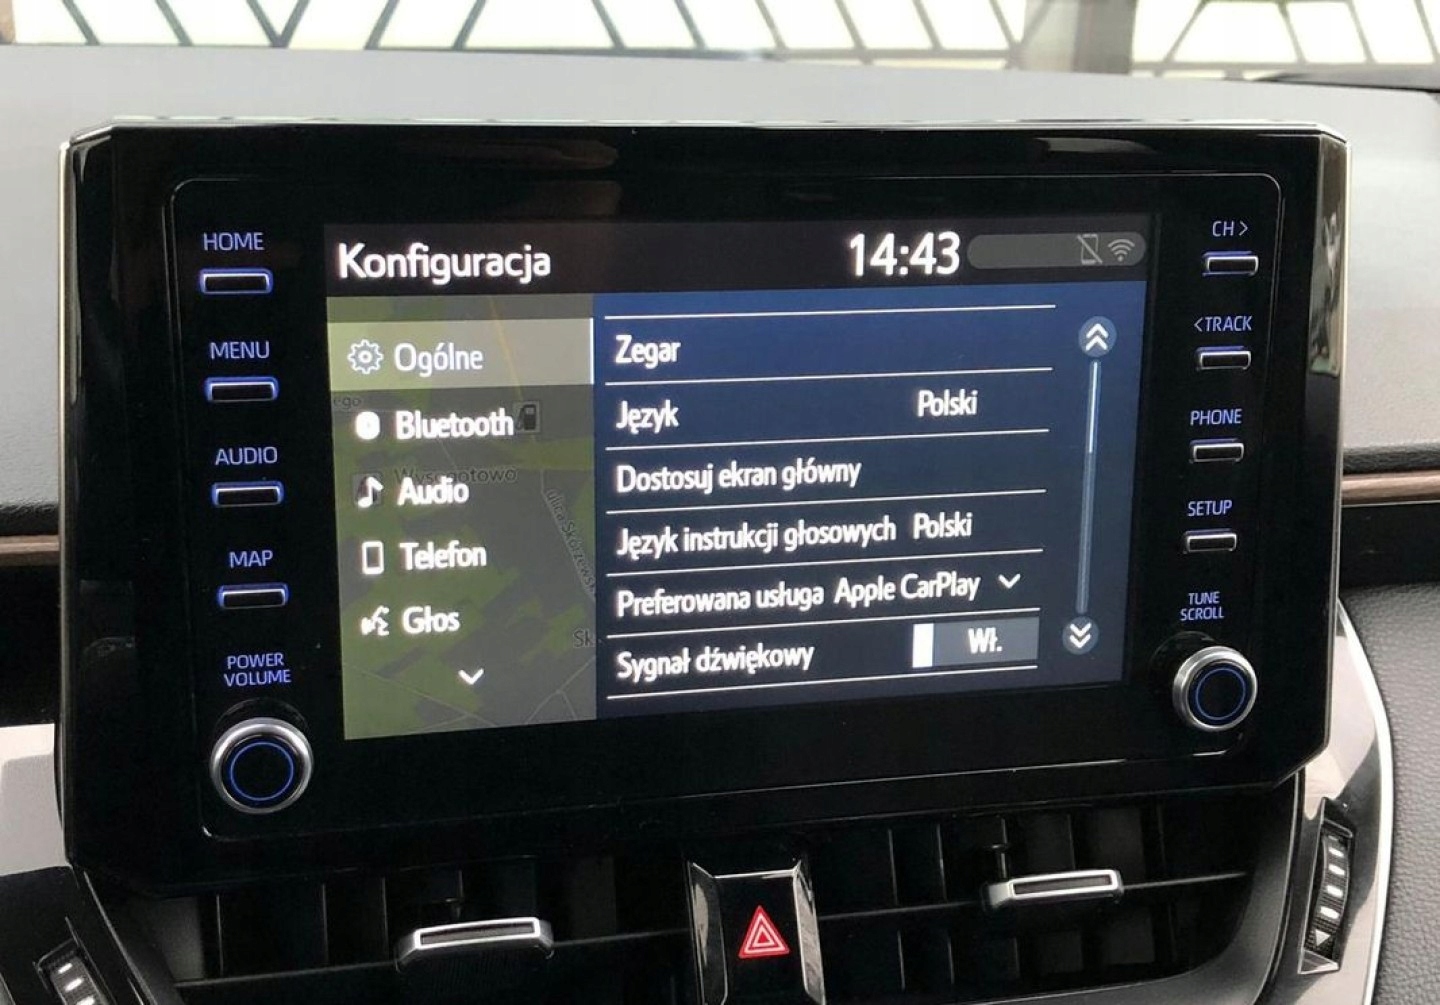 HOME
MENU
AUDIO
MAP
POWER
VOLUME
Konfiguracja 14:43
Ogólne
Bluetooth
Wysogotowo
Audio
Telefon
Głos
Zegar
Język Polski
Dostosuj ekran główny
Język instrukcji głosowych Polski
Preferowana usługa Apple CarPlay
Sygnał dźwiękowy Wł.
CH >
< TRACK
PHONE
SETUP
TUNE
SCROLL